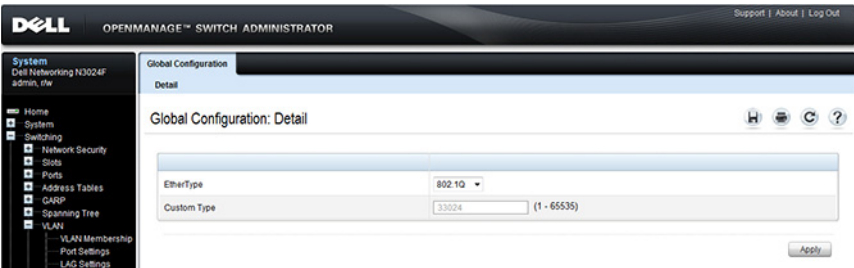 Support | About | Log Out
DELL OPENMANAGE™ SWITCH ADMINISTRATOR
System
Dell Networking N3024F
admin, r/w
Home
System
Switching
Network Security
Slots
Ports
Address Tables
GARP
Spanning Tree
VLAN
VLAN Membership
Port Settings
LAG Settings
Global Configuration
Detail
Global Configuration: Detail
EtherType 802.1Q
Custom Type 33024 (1 - 65535)
Apply